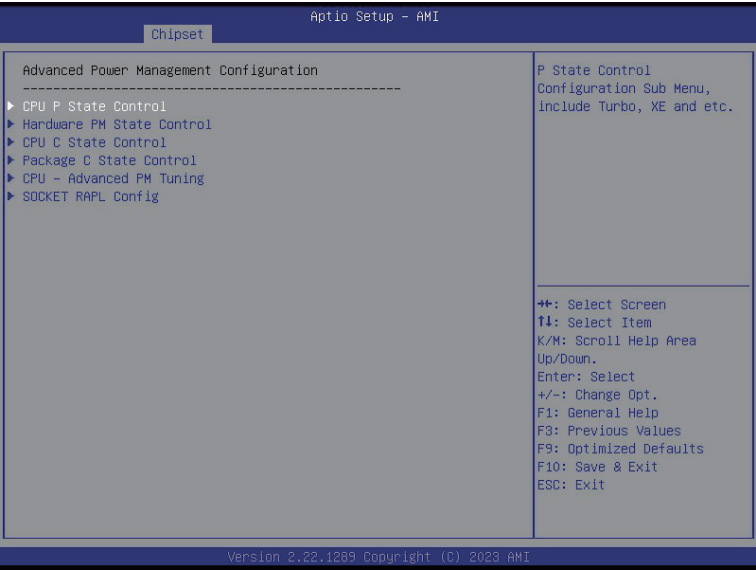 Aptio Setup – AMI
Chipset
Advanced Power Management Configuration
--------------------------------------------------
▶ CPU P State Control
▶ Hardware PM State Control
▶ CPU C State Control
▶ Package C State Control
▶ CPU – Advanced PM Tuning
▶ SOCKET RAPL Config
P State Control
Configuration Sub Menu,
include Turbo, XE and etc.
→←: Select Screen
↑↓: Select Item
K/M: Scroll Help Area
Up/Down.
Enter: Select
+/-: Change Opt.
F1: General Help
F3: Previous Values
F9: Optimized Defaults
F10: Save & Exit
ESC: Exit
Version 2.22.1289 Copyright (C) 2023 AMI